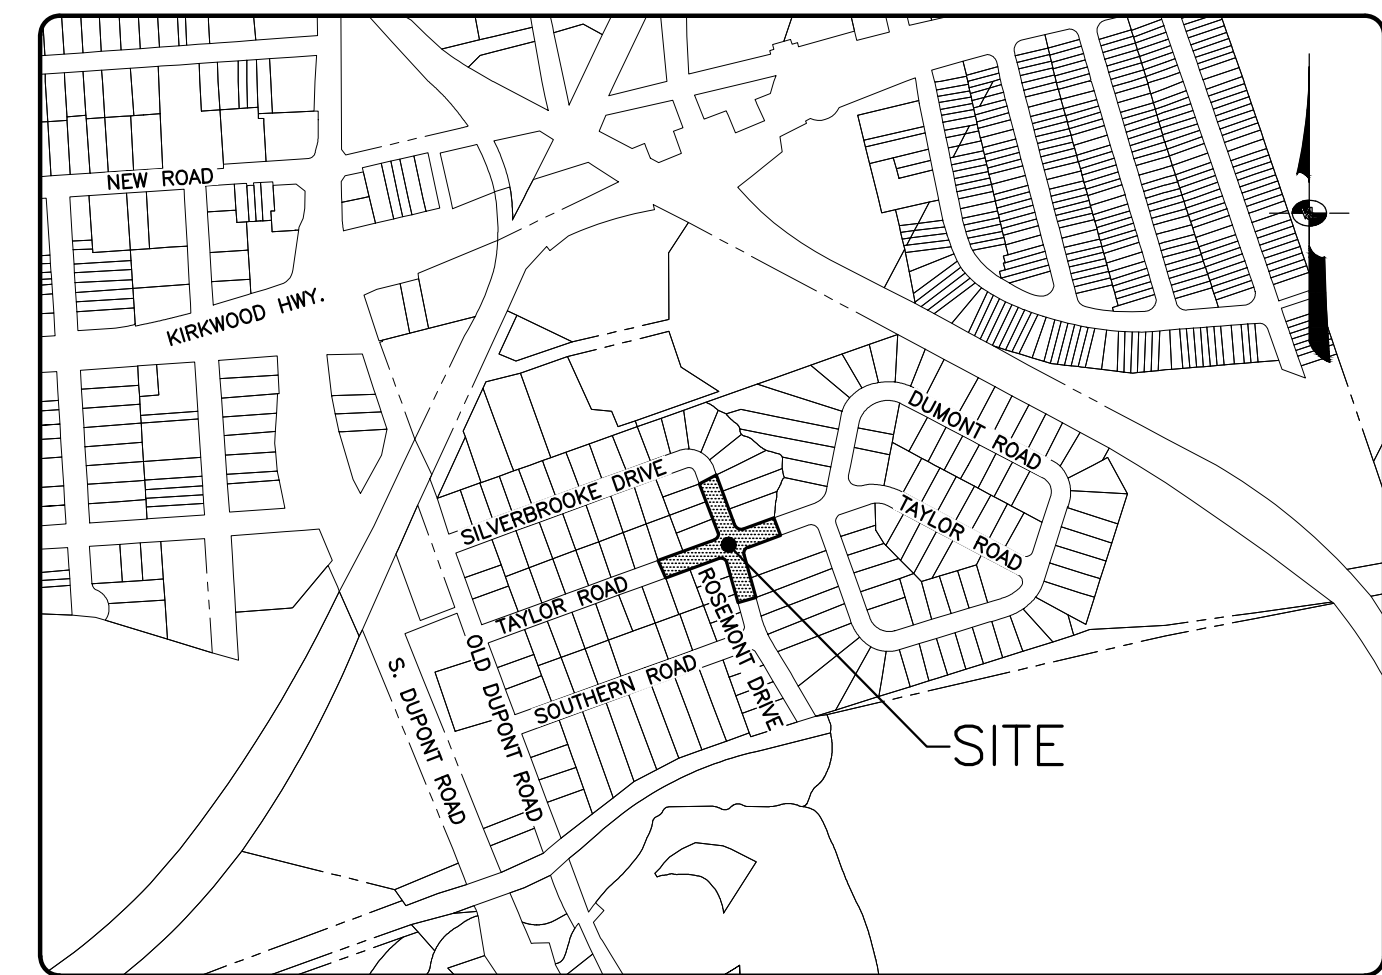 NEW ROAD
KIRKWOOD HWY.
DUMONT ROAD
SILVERBROOKE DRIVE
TAYLOR ROAD
TAYLOR ROAD
ROSEMONT DRIVE
OLD DUPONT ROAD
S. DUPONT ROAD
SOUTHERN ROAD
SITE